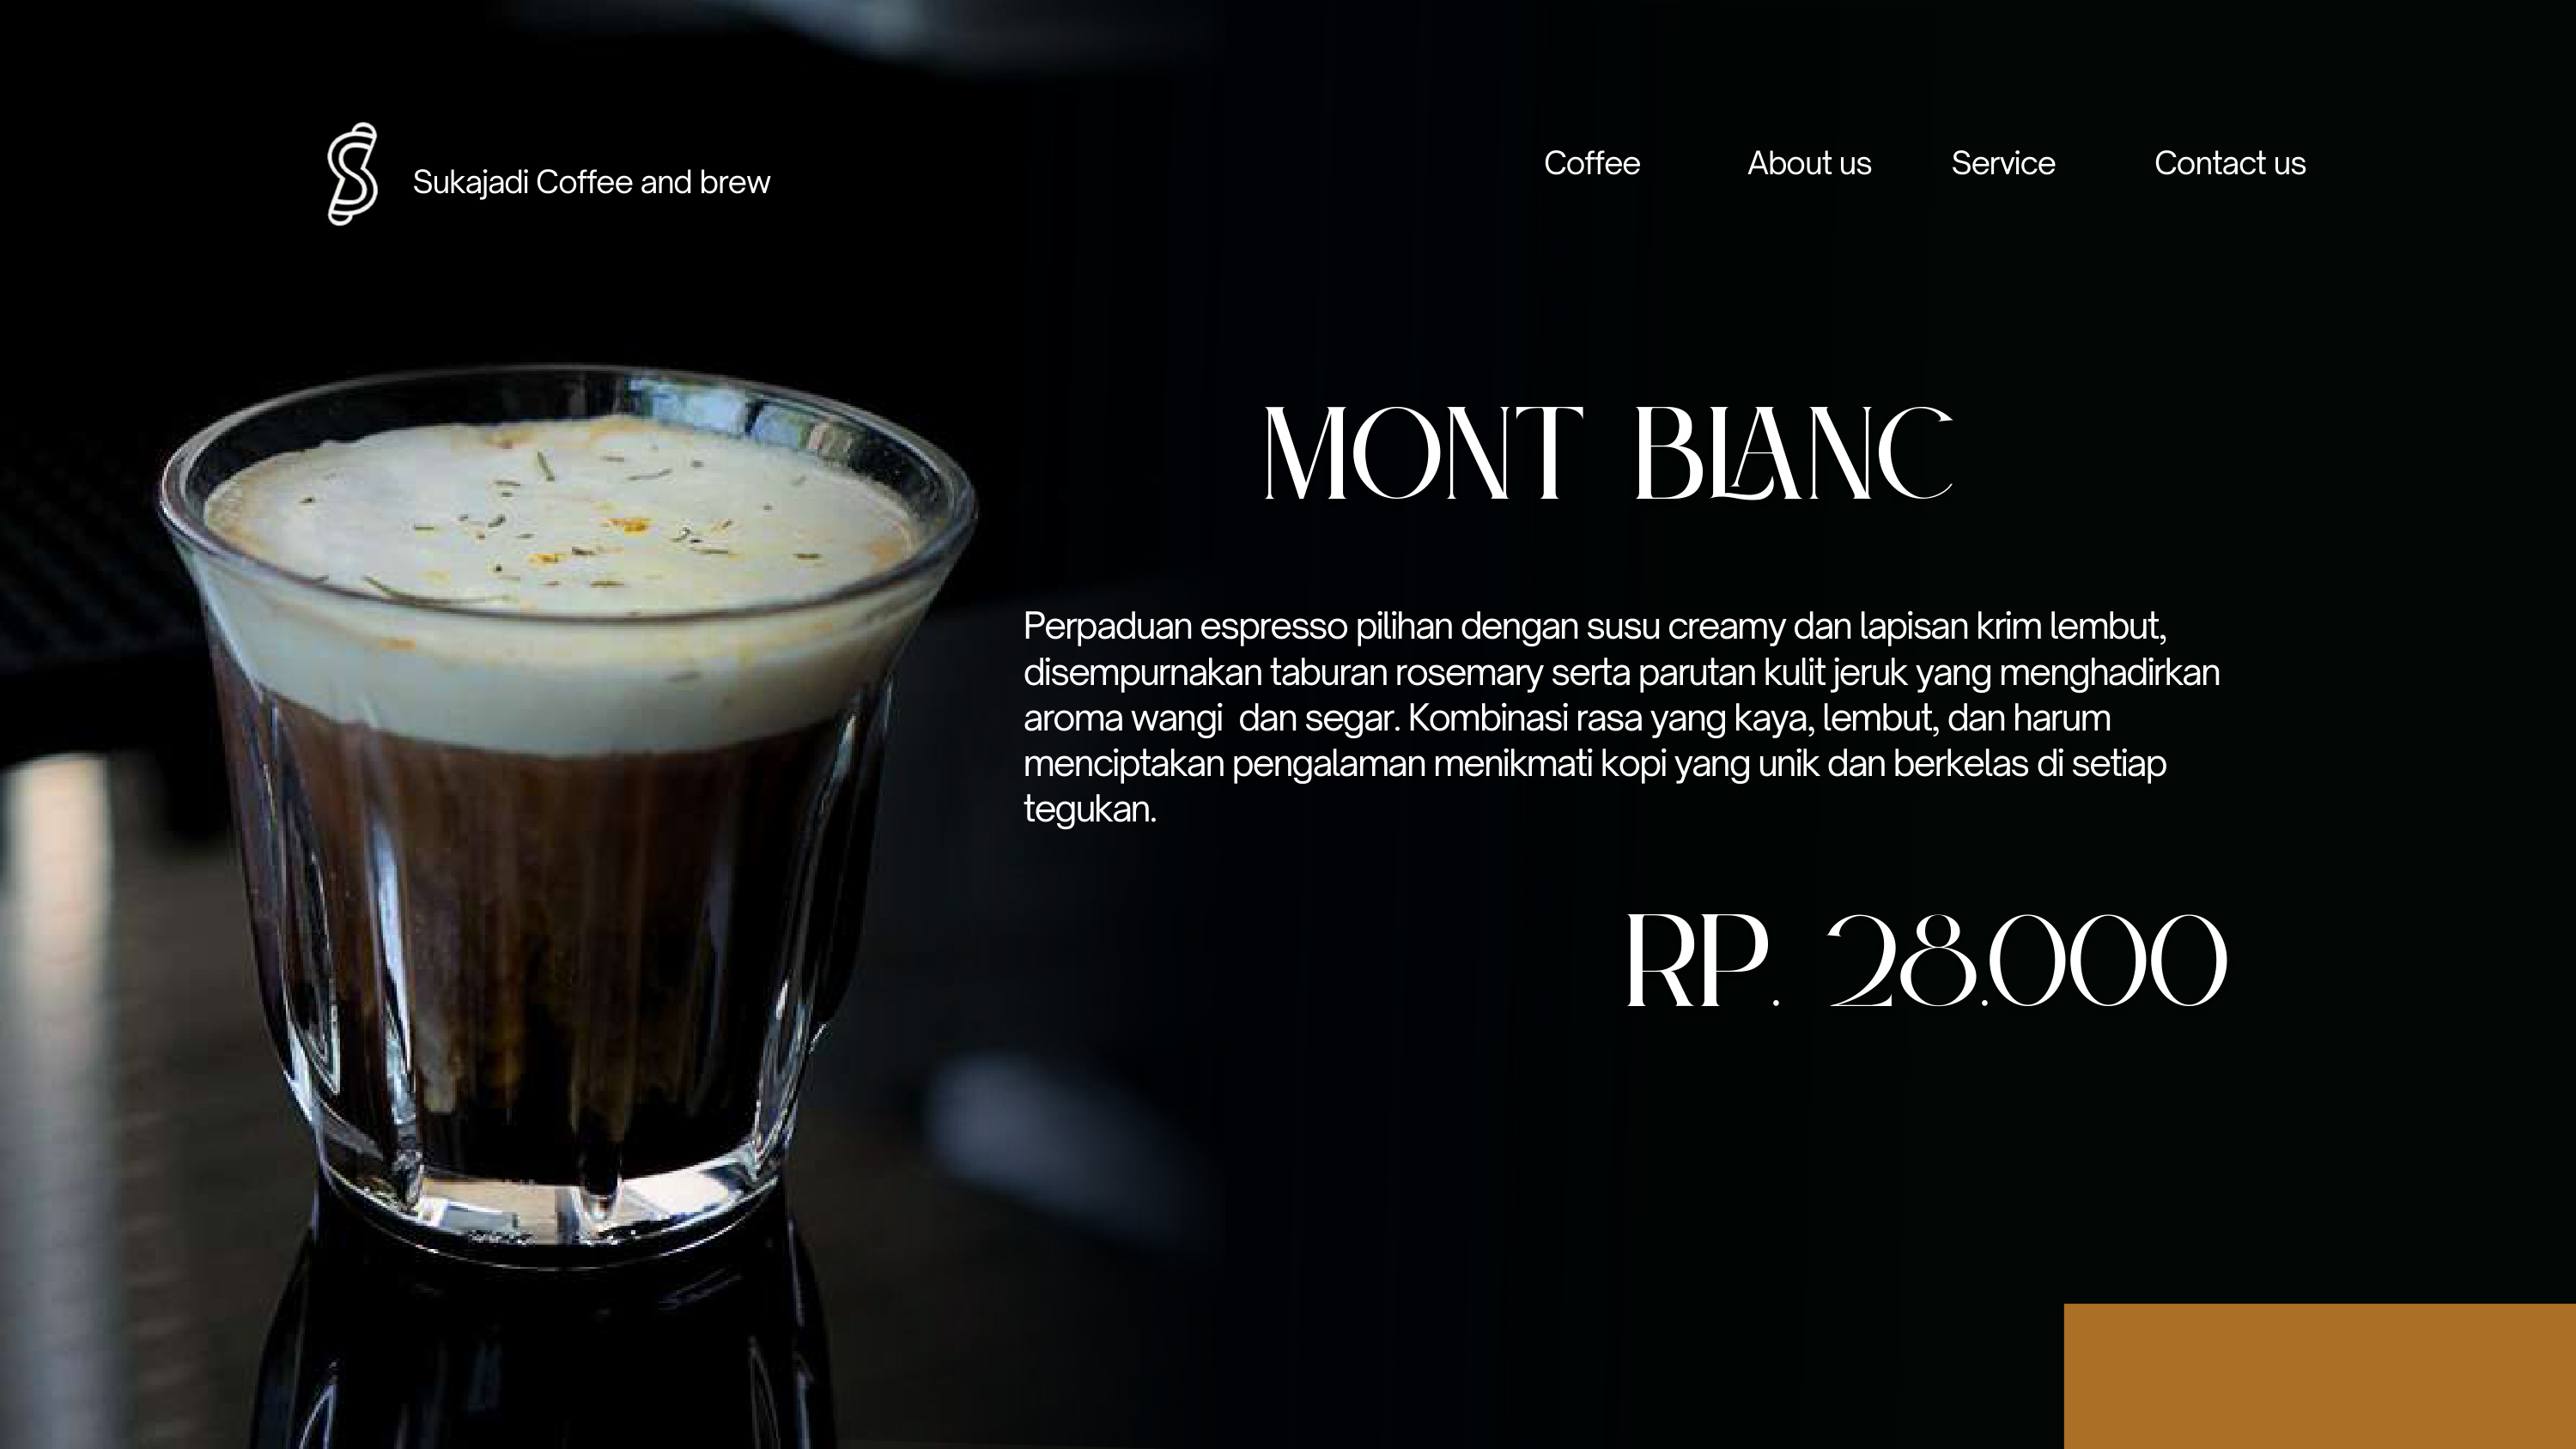 Sukajadi Coffee and brew
Coffee About us Service Contact us
MONT BLANC
Perpaduan espresso pilihan dengan susu creamy dan lapisan krim lembut,
disempurnakan taburan rosemary serta parutan kulit jeruk yang menghadirkan
aroma wangi  dan segar. Kombinasi rasa yang kaya, lembut, dan harum
menciptakan pengalaman menikmati kopi yang unik dan berkelas di setiap
tegukan.
RP. 28.000